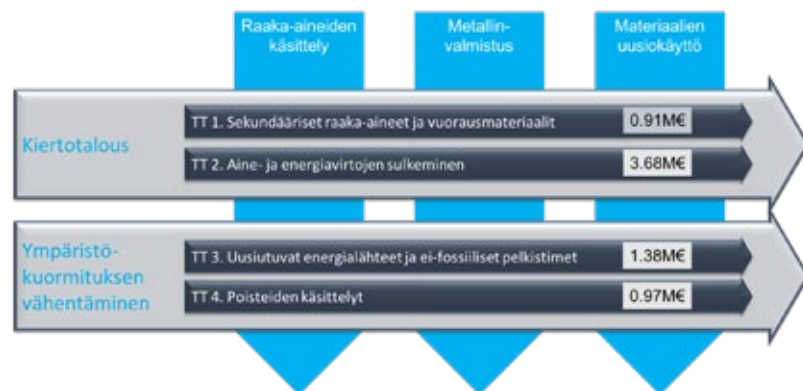 Raaka-aineiden
käsittely
Metallin-
valmistus
Materiaalien
uusiokäyttö
Kiertotalous
TT 1. Sekundääriset raaka-aineet ja vuorausmateriaalit
0.91M€
TT 2. Aine- ja energiavirtojen sulkeminen
3.68M€
Ympäristö-
kuormituksen
vähentäminen
TT 3. Uusiutuvat energialähteet ja ei-fossiiliset pelkistimet
1.38M€
TT 4. Poisteiden käsittelyt
0.97M€